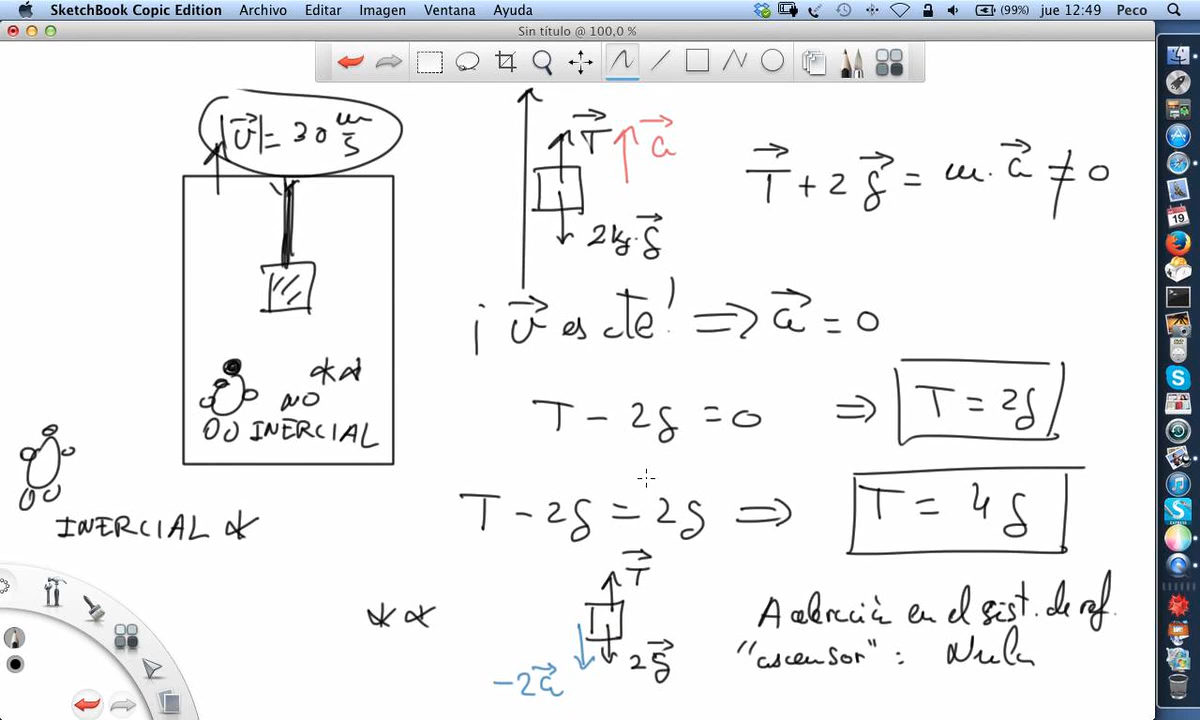 SketchBook Copic Edition Archivo Editar Imagen Ventana Ayuda (99%) jue 12:49 Peco
Sin título @ 100,0 %
|v⃗| = 30 m/s
T⃗
a⃗
2kg·g⃗
T⃗ + 2g⃗ = m·a⃗ ≠ 0
¡v⃗ es cte! ⇒ a⃗ = 0
T - 2g = 0 ⇒ T = 2g
**
NO
INERCIAL
T - 2g = 2g ⇒ T = 4g
INERCIAL *
**
T⃗
2g⃗
-2a⃗
Aceleración en el sist. de ref.
"ascensor": Nula
19